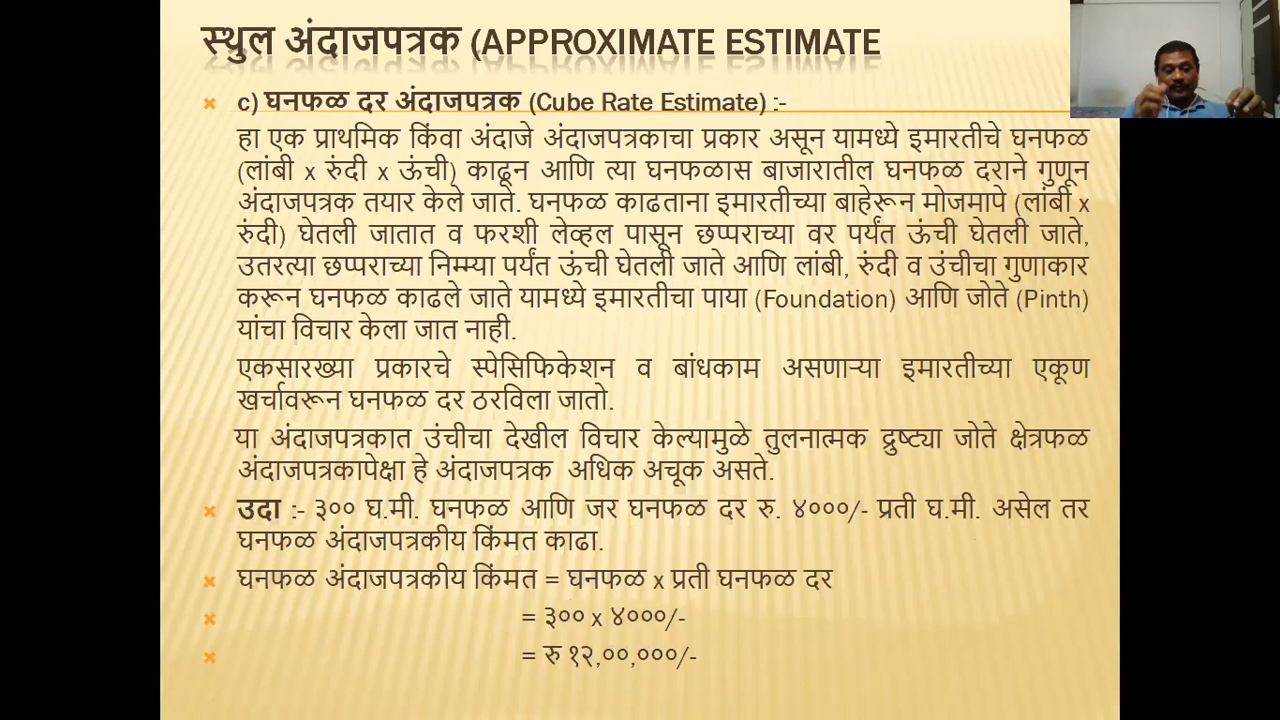 स्थुल अंदाजपत्रक (APPROXIMATE ESTIMATE
c) घनफळ दर अंदाजपत्रक (Cube Rate Estimate) :-
हा एक प्राथमिक किंवा अंदाजे अंदाजपत्रकाचा प्रकार असून यामध्ये इमारतीचे घनफळ
(लांबी x रुंदी x ऊंची) काढून आणि त्या घनफळास बाजारातील घनफळ दराने गुणून
अंदाजपत्रक तयार केले जाते. घनफळ काढताना इमारतीच्या बाहेरून मोजमापे (लांबी x
रुंदी) घेतली जातात व फरशी लेव्हल पासून छप्पराच्या वर पर्यंत ऊंची घेतली जाते,
उतरत्या छप्पराच्या निम्म्या पर्यंत ऊंची घेतली जाते आणि लांबी, रुंदी व उंचीचा गुणाकार
करून घनफळ काढले जाते यामध्ये इमारतीचा पाया (Foundation) आणि जोते (Pinth)
यांचा विचार केला जात नाही.
एकसारख्या प्रकारचे स्पेसिफिकेशन व बांधकाम असणाऱ्या इमारतीच्या एकूण
खर्चावरून घनफळ दर ठरविला जातो.
या अंदाजपत्रकात उंचीचा देखील विचार केल्यामुळे तुलनात्मक द्रुष्ट्या जोते क्षेत्रफळ
अंदाजपत्रकापेक्षा हे अंदाजपत्रक अधिक अचूक असते.
उदा :- ३०० घ.मी. घनफळ आणि जर घनफळ दर रु. ४०००/- प्रती घ.मी. असेल तर
घनफळ अंदाजपत्रकीय किंमत काढा.
घनफळ अंदाजपत्रकीय किंमत = घनफळ x प्रती घनफळ दर
= ३०० x ४०००/-
= रु १२,००,०००/-